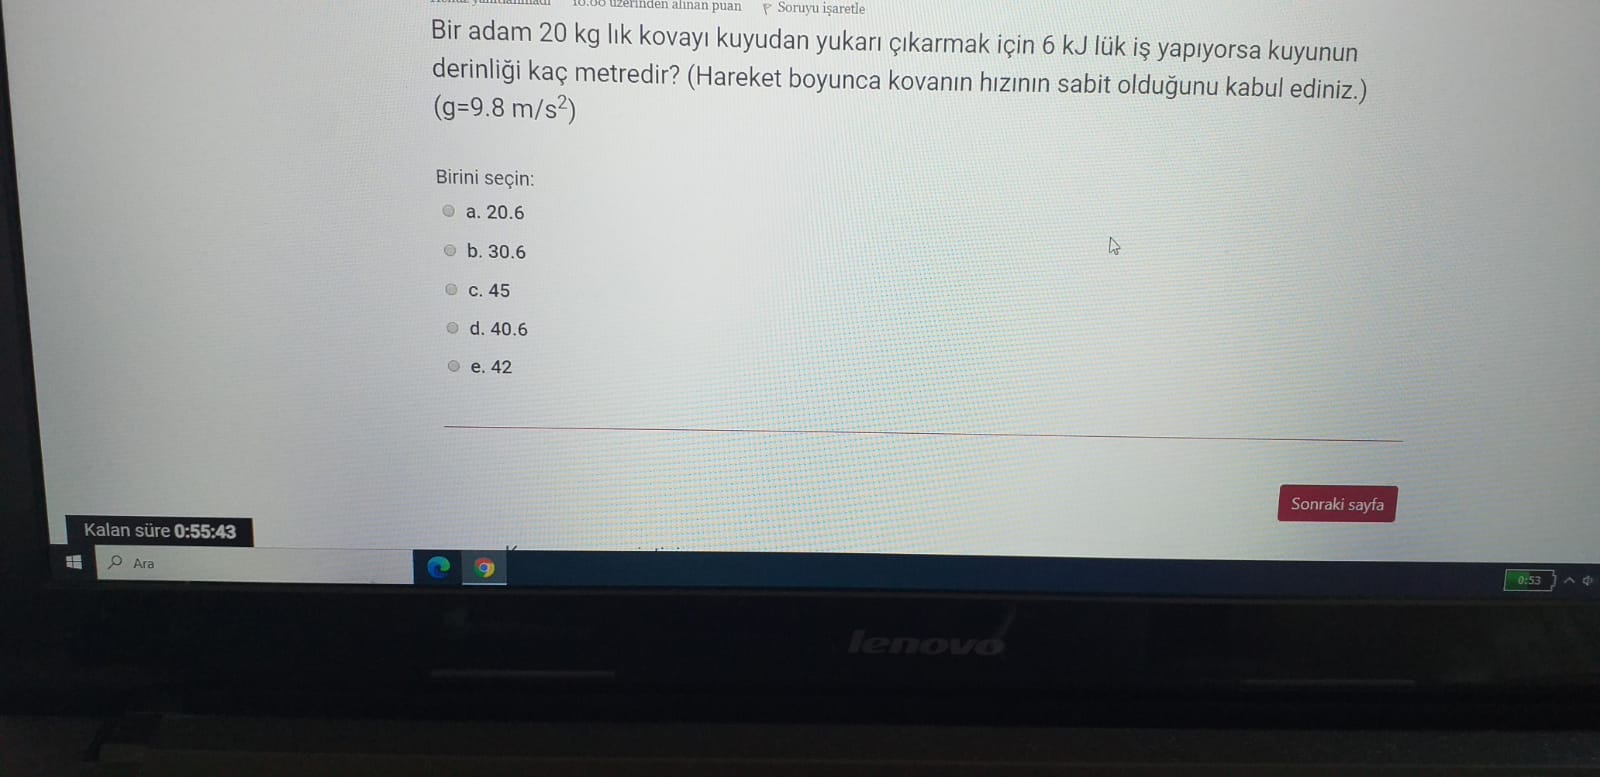 10.00 üzerinden alınan puan Soruyu işaretle
Bir adam 20 kg lık kovayı kuyudan yukarı çıkarmak için 6 kJ lük iş yapıyorsa kuyunun
derinliği kaç metredir? (Hareket boyunca kovanın hızının sabit olduğunu kabul ediniz.)
(g=9.8 m/s²)
Birini seçin:
a. 20.6
b. 30.6
c. 45
d. 40.6
e. 42
Sonraki sayfa
Kalan süre 0:55:43
Ara
0:53
lenovo